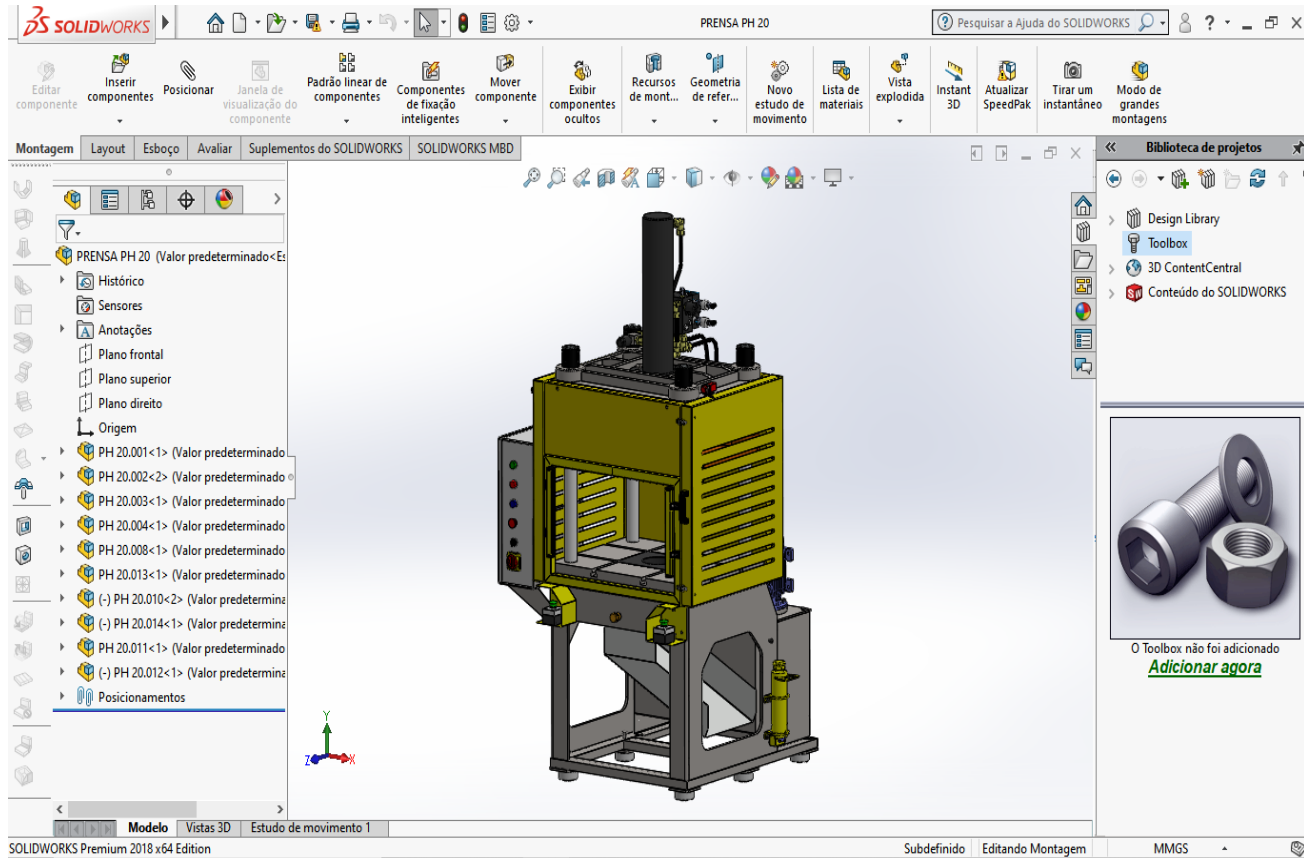 SOLIDWORKS
PRENSA PH 20
Pesquisar a Ajuda do SOLIDWORKS
?
Editar componente
Inserir componentes
Posicionar
Janela de visualização do componente
Padrão linear de componentes
Componentes de fixação inteligentes
Mover componente
Exibir componentes ocultos
Recursos de mont...
Geometria de refer...
Novo estudo de movimento
Lista de materiais
Vista explodida
Instant 3D
Atualizar SpeedPak
Tirar um instantâneo
Modo de grandes montagens
Montagem
Layout
Esboço
Avaliar
Suplementos do SOLIDWORKS
SOLIDWORKS MBD
Biblioteca de projetos
Design Library
Toolbox
3D ContentCentral
Conteúdo do SOLIDWORKS
PRENSA PH 20 (Valor predeterminado<Es
Histórico
Sensores
Anotações
Plano frontal
Plano superior
Plano direito
Origem
PH 20.001<1> (Valor predeterminado
PH 20.002<2> (Valor predeterminado
PH 20.003<1> (Valor predeterminado
PH 20.004<1> (Valor predeterminado
PH 20.008<1> (Valor predeterminado
PH 20.013<1> (Valor predeterminado
(-) PH 20.010<2> (Valor predetermina
(-) PH 20.014<1> (Valor predetermina
PH 20.011<1> (Valor predeterminado
(-) PH 20.012<1> (Valor predetermina
Posicionamentos
Y
Z
X
O Toolbox não foi adicionado
Adicionar agora
Modelo
Vistas 3D
Estudo de movimento 1
SOLIDWORKS Premium 2018 x64 Edition
Subdefinido
Editando Montagem
MMGS